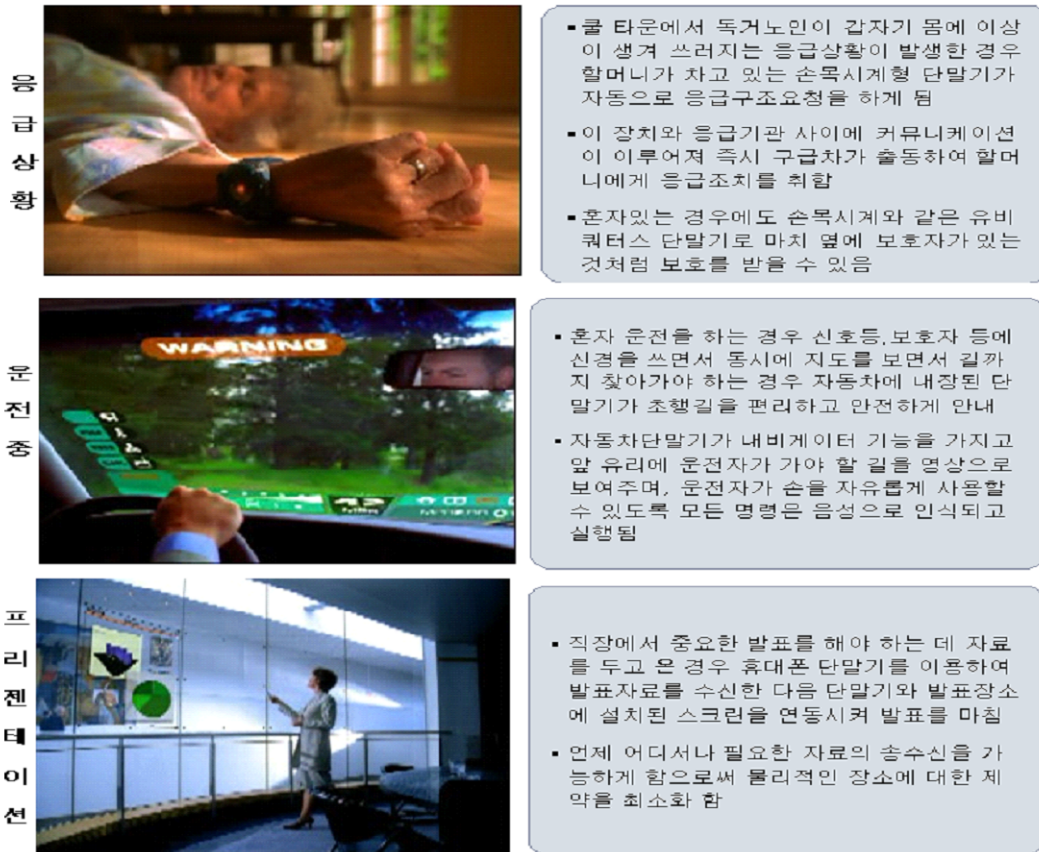 응급상황
▪ 쿨 타운에서 독거노인이 갑자기 몸에 이상
이 생겨 쓰러지는 응급상황이 발생한 경우
할머니가 차고 있는 손목시계형 단말기가
자동으로 응급구조요청을 하게 됨
▪ 이 장치와 응급기관 사이에 커뮤니케이션
이 이루어져 즉시 구급차가 출동하여 할머
니에게 응급조치를 취함
▪ 혼자있는 경우에도 손목시계와 같은 유비
쿼터스 단말기로 마치 옆에 보호자가 있는
것처럼 보호를 받을 수 있음
운전중
WARNING
42
▪ 혼자 운전을 하는 경우 신호등,보호자 등에
신경을 쓰면서 동시에 지도를 보면서 길까
지 찾아가야 하는 경우 자동차에 내장된 단
말기가 초행길을 편리하고 안전하게 안내
▪ 자동차단말기가 내비게이터 기능을 가지고
앞 유리에 운전자가 가야 할 길을 영상으로
보여주며, 운전자가 손을 자유롭게 사용할
수 있도록 모든 명령은 음성으로 인식되고
실행됨
프리젠테이션
▪ 직장에서 중요한 발표를 해야 하는 데 자료
를 두고 온 경우 휴대폰 단말기를 이용하여
발표자료를 수신한 다음 단말기와 발표장소
에 설치된 스크린을 연동시켜 발표를 마침
▪ 언제 어디서나 필요한 자료의 송수신을 가
능하게 함으로써 물리적인 장소에 대한 제
약을 최소화 함